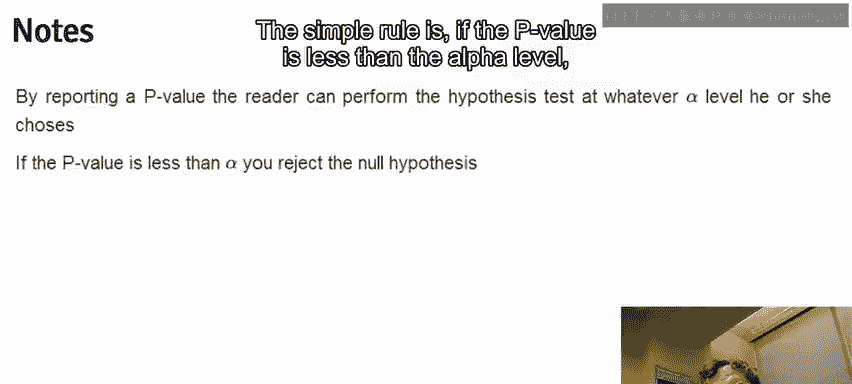 Notes
The simple rule is, if the P-value
is less than the alpha level,
By reporting a P-value the reader can perform the hypothesis test at whatever α level he or she
choses
If the P-value is less than α you reject the null hypothesis